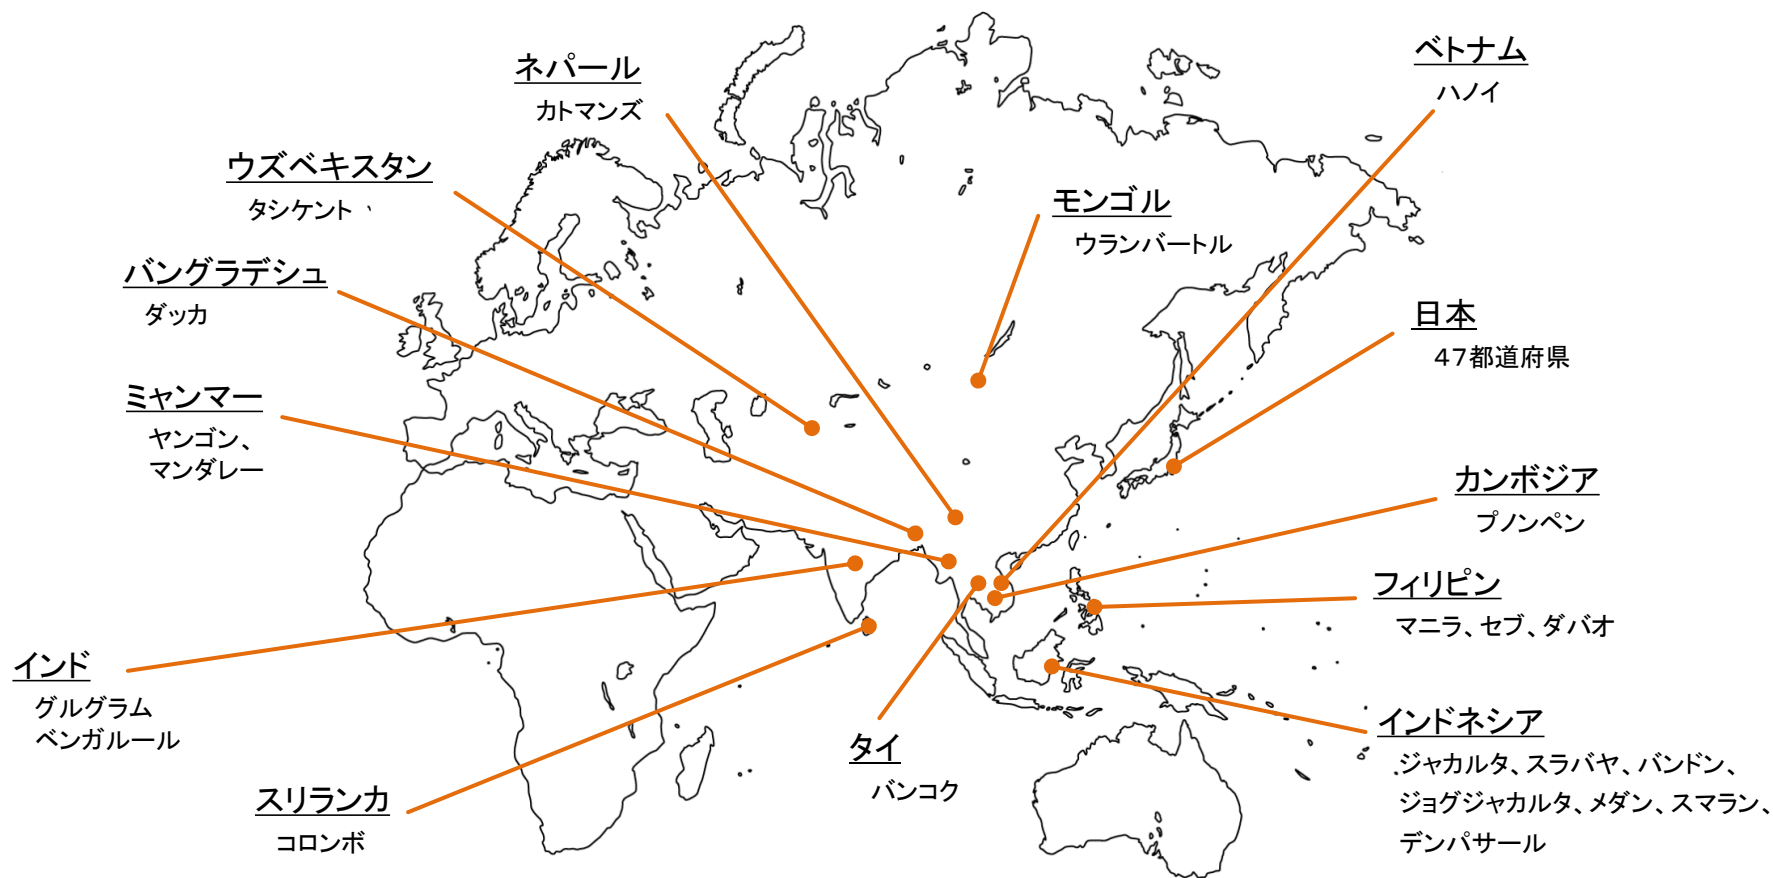 ネパール
カトマンズ
ベトナム
ハノイ
ウズベキスタン
タシケント
モンゴル
ウランバートル
バングラデシュ
ダッカ
日本
47都道府県
ミャンマー
ヤンゴン、
マンダレー
カンボジア
プノンペン
フィリピン
マニラ、セブ、ダバオ
インド
グルグラム
ベンガルール
タイ
バンコク
インドネシア
ジャカルタ、スラバヤ、バンドン、
ジョグジャカルタ、メダン、スマラン、
デンパサール
スリランカ
コロンボ